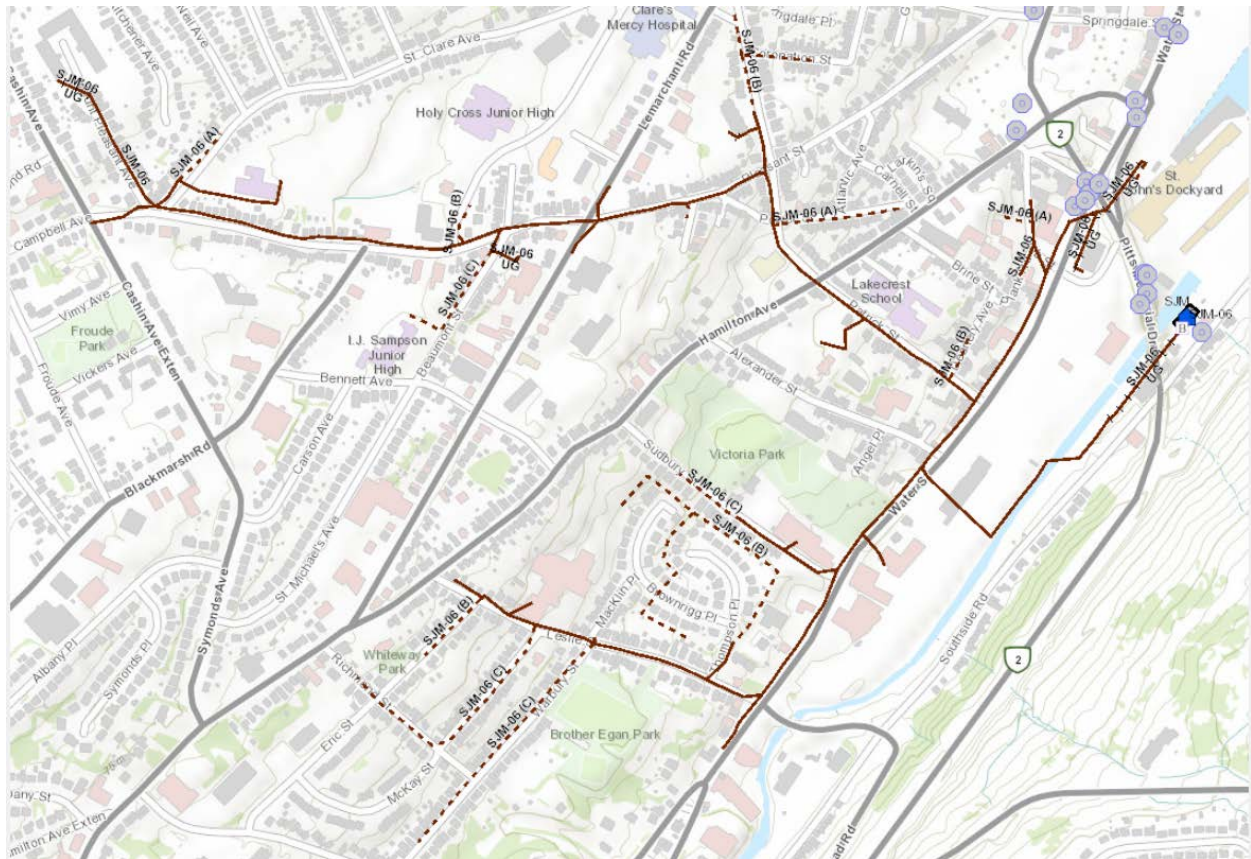 Clare's
Mercy Hospital
Springdale Pl
Springdale St
St. Clare Ave
Coronation St
SJM-06 (B)
SJM-06
UG
Holy Cross Junior High
Lemarchant Rd
Cashin Ave
SJM-06 (A)
SJM-06
2
St.
John's Dockyard
SJM-06
UG
Atlantic Ave
Larkin's Sq
Carnell St
SJM-06 (A)
SJM-06 (A)
SJM-06 (B)
Campbell Ave
SJM-06
UG
SJM-06
SJM-06
UG
SJM-06 (C)
Brine St
Lakecrest
School
Hamilton Ave
Vimy Ave
Froude
Park
Vickers Ave
Froude Ave
Cashin Ave Exten
I.J. Sampson
Junior
High
Beaumont St
Bennett Ave
Alexander St
SJM-06 (B)
SJM
B
SJM-06
UG
Blackmarsh Rd
Carson Ave
St. Michael's Ave
Sudbury
Victoria Park
Angel Pl
Water St
SJM-06 (C)
SJM-06 (B)
Symonds Ave
Symonds Pl
Albany Pl
MacKlin Pl
Brownrigg Pl
Thompson Pl
Southside Rd
2
SJM-06 (B)
Whiteway
Park
SJM-06 (C)
SJM-06 (C)
Eric St
McKay St
Brother Egan Park
Hamilton Ave Exten